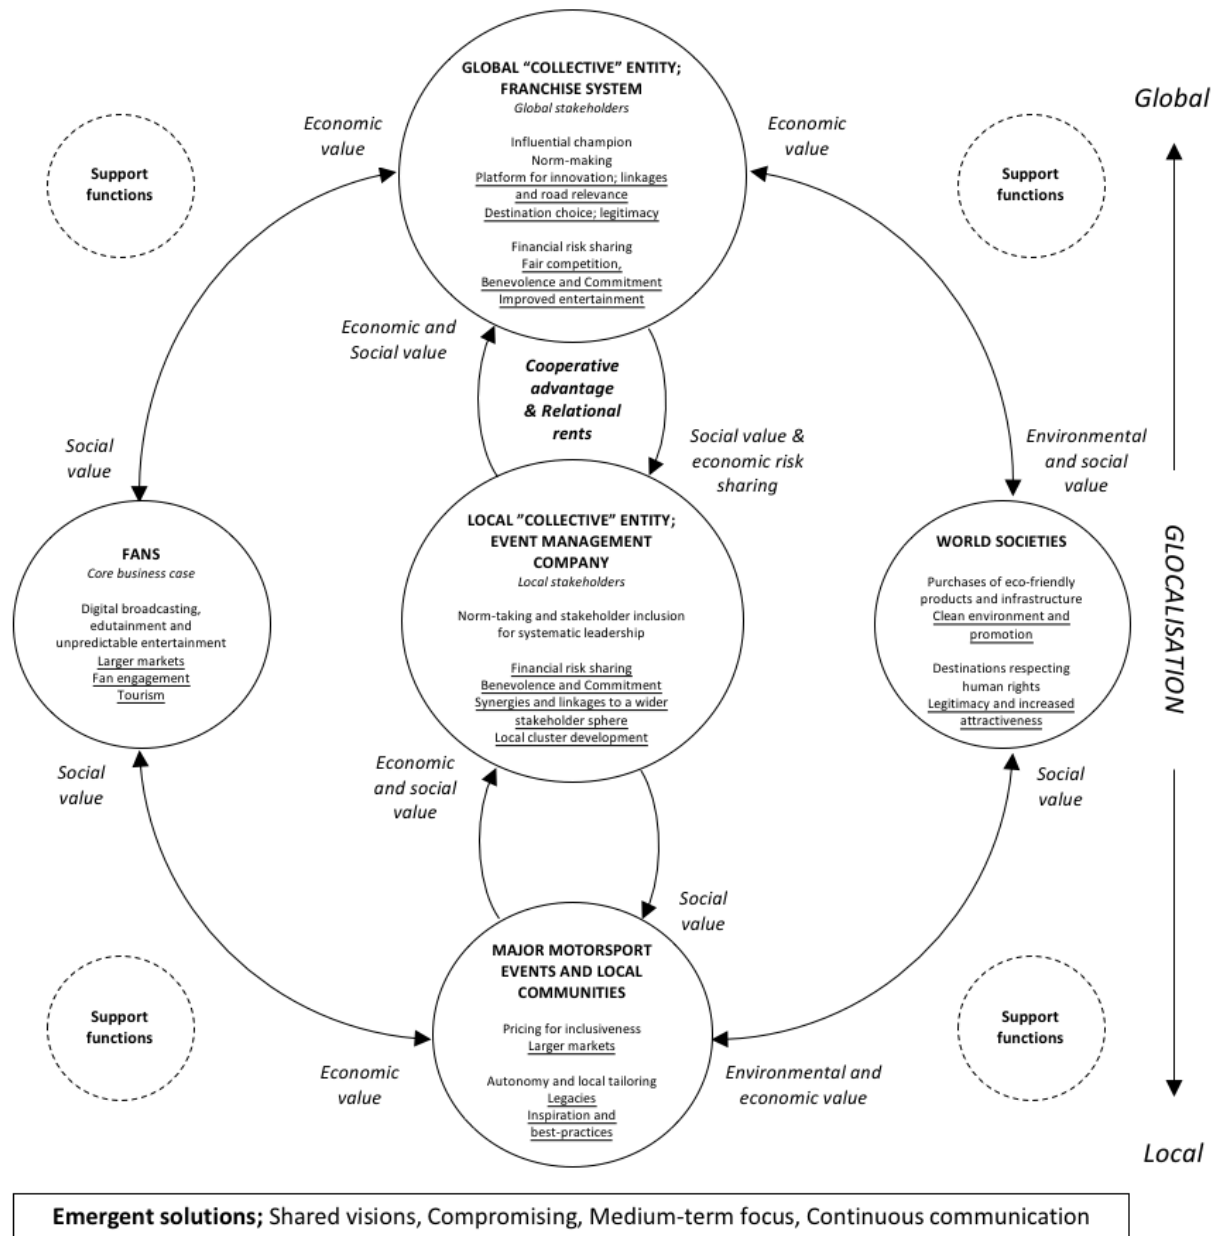 GLOBAL “COLLECTIVE” ENTITY;
FRANCHISE SYSTEM
Global stakeholders
Influential champion
Norm-making
Platform for innovation; linkages
and road relevance
Destination choice; legitimacy
Financial risk sharing
Fair competition,
Benevolence and Commitment
Improved entertainment
Global
Economic
value
Economic
value
Support
functions
Support
functions
Economic and
Social value
Cooperative
advantage
& Relational
rents
Social
value
Social value &
economic risk
sharing
Environmental
and social
value
FANS
Core business case
Digital broadcasting,
edutainment and
unpredictable entertainment
Larger markets
Fan engagement
Tourism
LOCAL ”COLLECTIVE” ENTITY;
EVENT MANAGEMENT
COMPANY
Local stakeholders
Norm-taking and stakeholder inclusion
for systematic leadership
Financial risk sharing
Benevolence and Commitment
Synergies and linkages to a wider
stakeholder sphere
Local cluster development
WORLD SOCIETIES
Purchases of eco-friendly
products and infrastructure
Clean environment and
promotion
Destinations respecting
human rights
Legitimacy and increased
attractiveness
GLOCALISATION
Social
value
Economic
and social
value
Social
value
Social
value
MAJOR MOTORSPORT
EVENTS AND LOCAL
COMMUNITIES
Pricing for inclusiveness
Larger markets
Autonomy and local tailoring
Legacies
Inspiration and
best-practices
Support
functions
Support
functions
Economic
value
Environmental and
economic value
Local
Emergent solutions; Shared visions, Compromising, Medium-term focus, Continuous communication